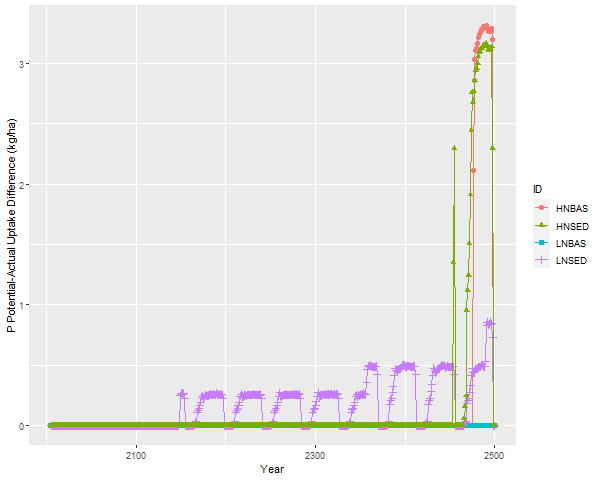 P Potential-Actual Uptake Difference (kg/ha)
3
2
1
0
2100
2300
2500
Year
ID
HNBAS
HNSED
LNBAS
LNSED